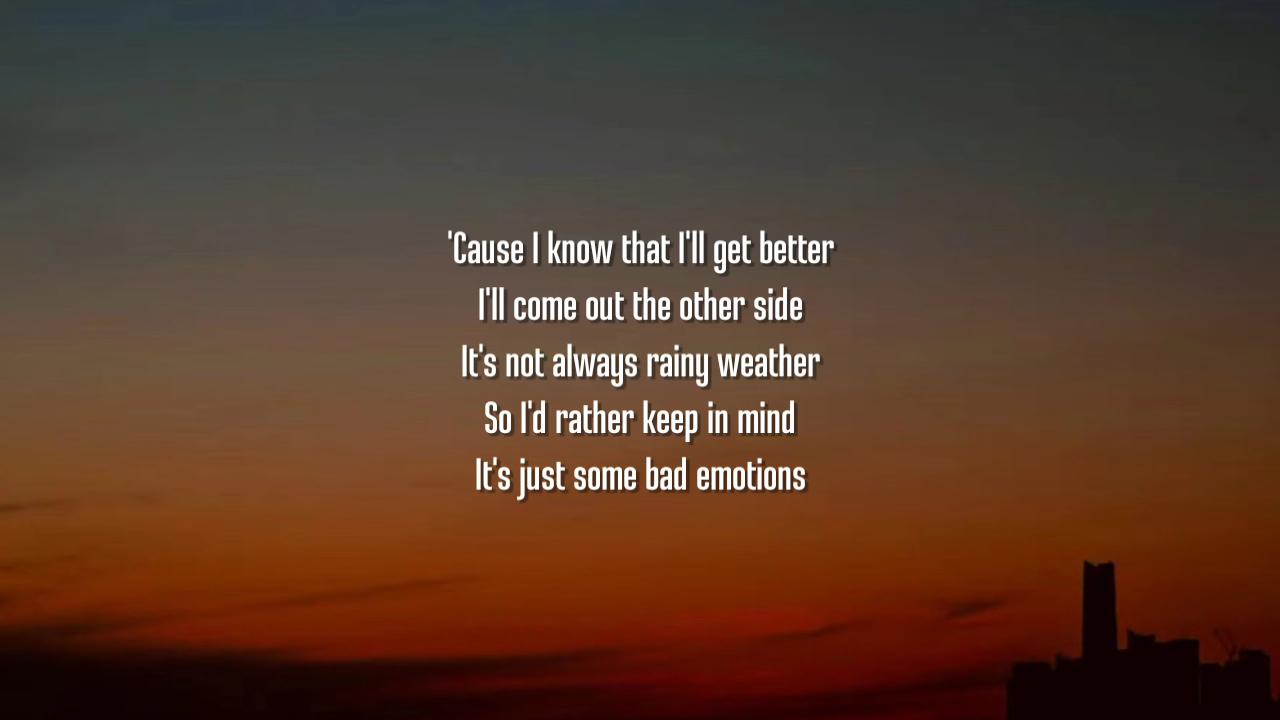 'Cause I know that I'll get better
I'll come out the other side
It's not always rainy weather
So I'd rather keep in mind
It's just some bad emotions